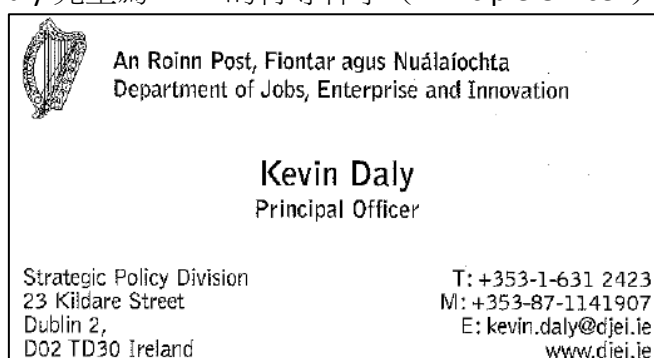 An Roinn Post, Fiontar agus Nuálaíochta
Department of Jobs, Enterprise and Innovation
Kevin Daly
Principal Officer
Strategic Policy Division
23 Kildare Street
Dublin 2,
D02 TD30 Ireland
T: +353-1-631 2423
M: +353-87-1141907
E: kevin.daly@djei.ie
www.djei.ie